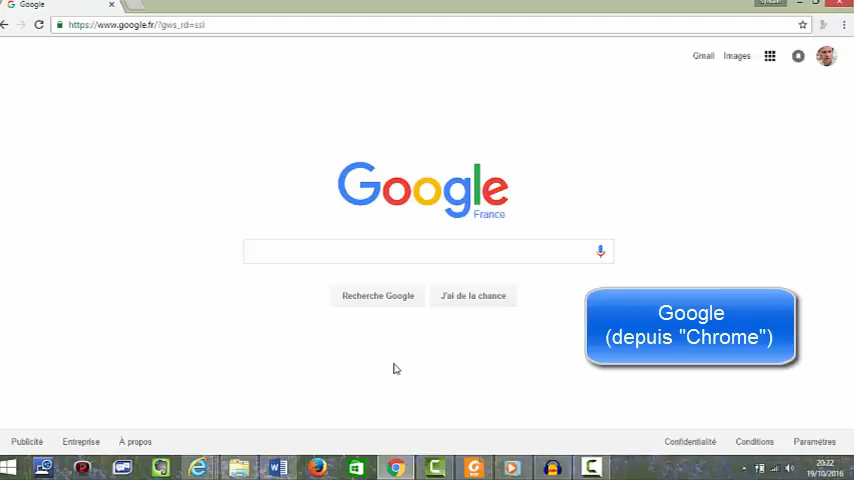 Google
https://www.google.fr/?gws_rd=ssl
Gmail Images
Google
France
Recherche Google J'ai de la chance
Google
(depuis "Chrome")
Publicité Entreprise À propos Confidentialité Conditions Paramètres
20:32
19/10/2016